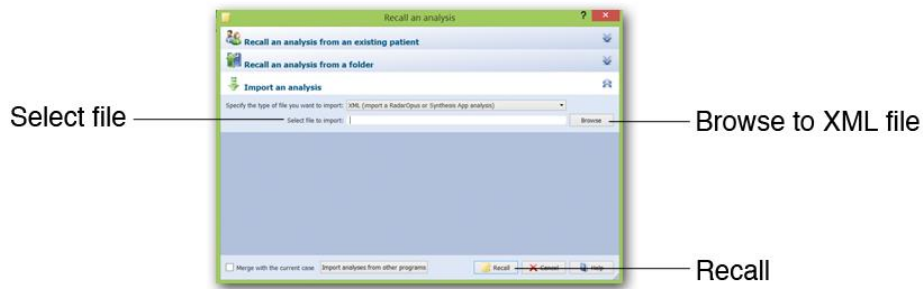 Recall an analysis
Recall an analysis from an existing patient
Recall an analysis from a folder
Import an analysis
Specify the type of file you want to import: XML (import a RadarOpus or Synthesis App analysis)
Select file
Select file to import:
Browse
Browse to XML file
Merge with the current case
Import analyses from other programs
Recall
Cancel
Help
Recall